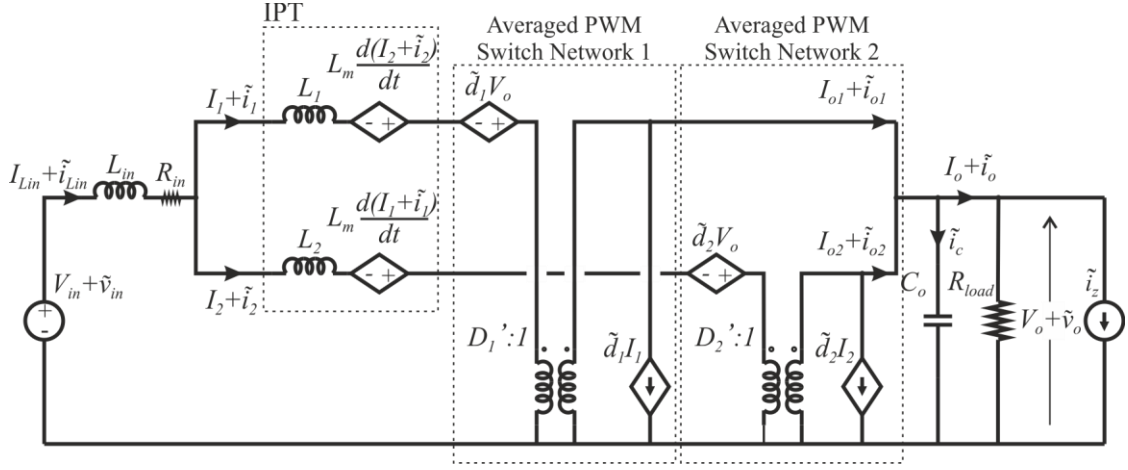 IPT
Averaged PWM
Switch Network 1
Averaged PWM
Switch Network 2
L_m d(I_2+ĩ_2)/dt
I_1+ĩ_1
L_1
d̃_1V_o
I_o1+ĩ_o1
I_Lin+ĩ_Lin
L_in
R_in
I_o+ĩ_o
L_m d(I_1+ĩ_1)/dt
L_2
d̃_2V_o
I_o2+ĩ_o2
ĩ_c
V_in+ṽ_in
I_2+ĩ_2
C_o
R_load
V_o+ṽ_o
ĩ_z
D_1':1
d̃_1I_1
D_2':1
d̃_2I_2